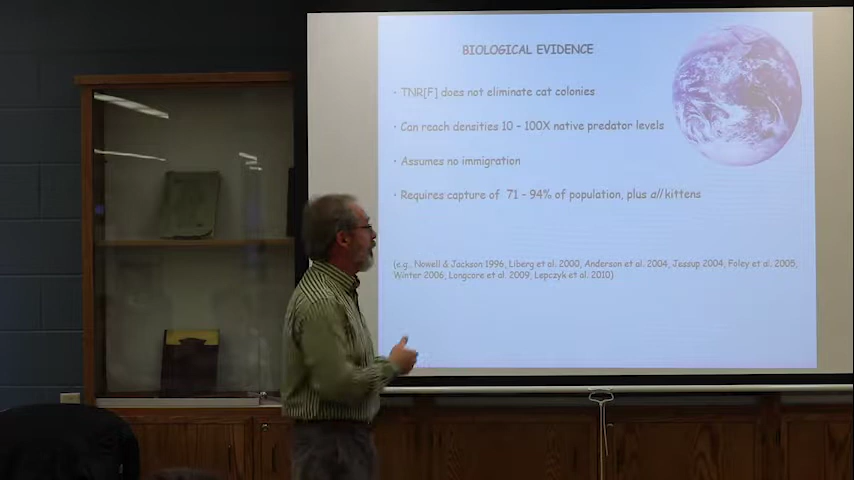 BIOLOGICAL EVIDENCE
• TNR[F] does not eliminate cat colonies
• Can reach densities 10 - 100X native predator levels
• Assumes no immigration
• Requires capture of 71 - 94% of population, plus all kittens
(e.g., Nowell & Jackson 1996, Liberg et al. 2000, Anderson et al. 2004, Jessup 2004, Foley et al. 2005,
Winter 2006, Longcore et al. 2009, Lepczyk et al. 2010)